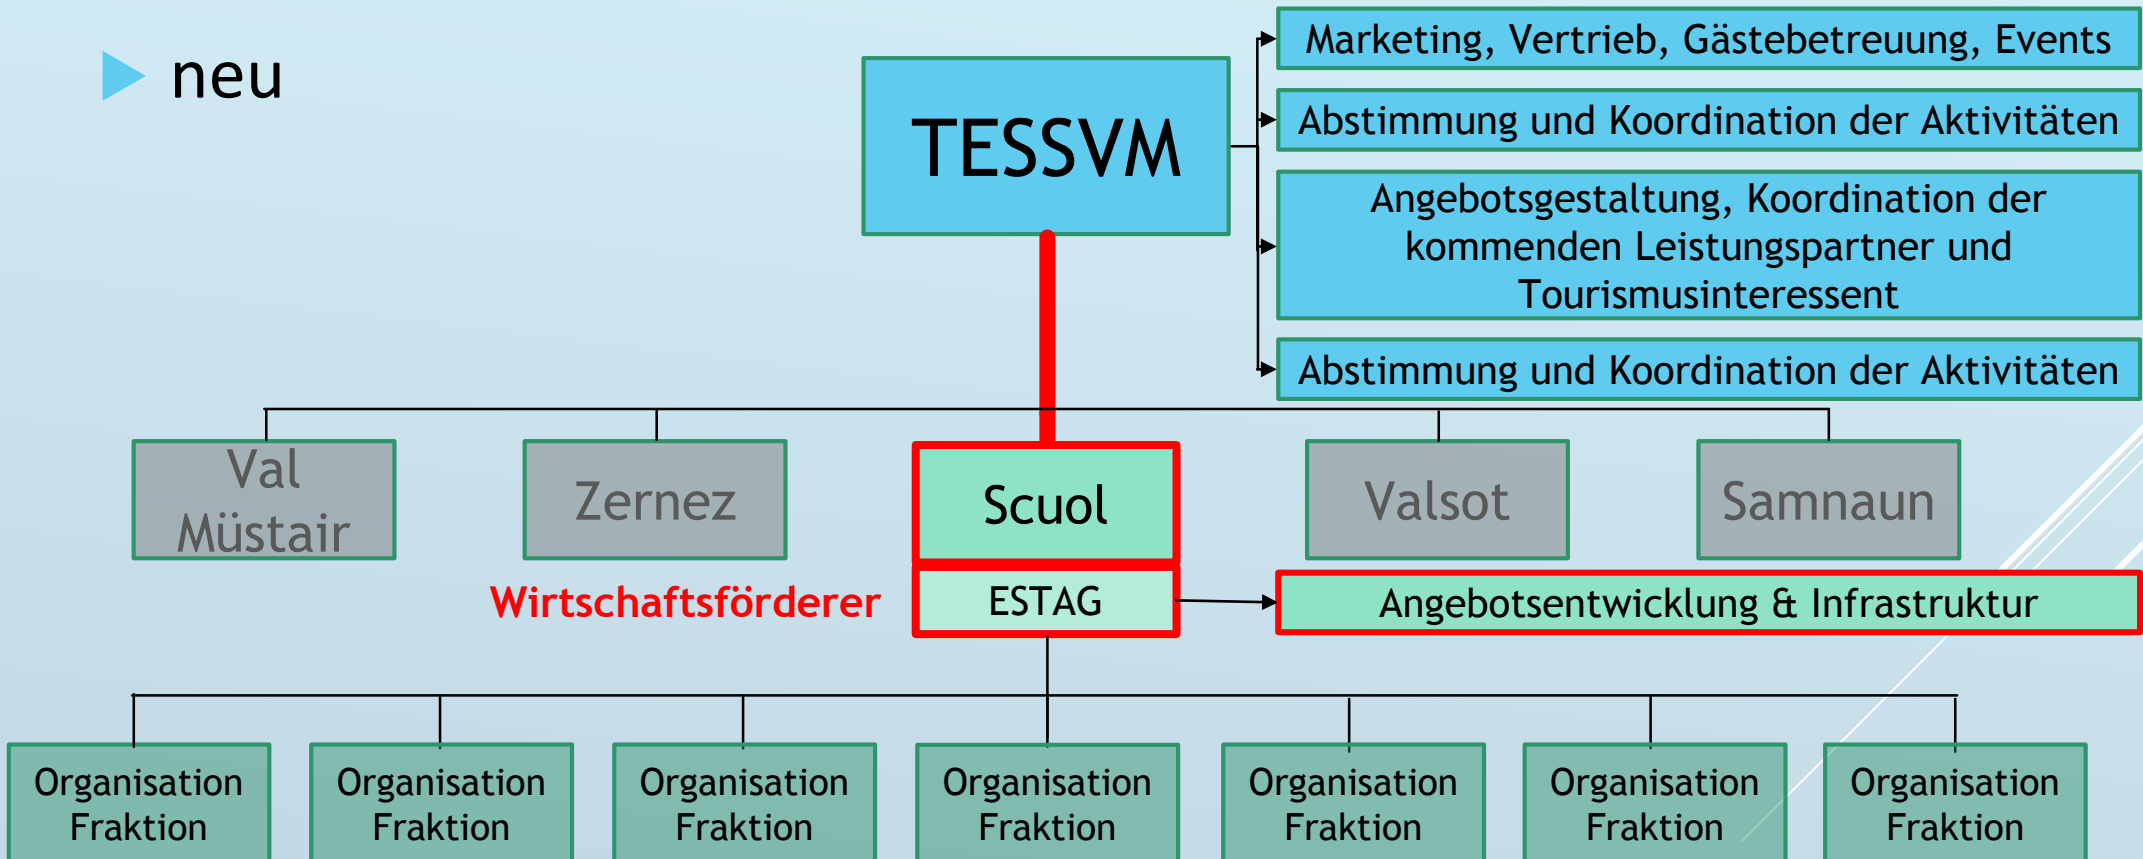 neu
TESSVM
Marketing, Vertrieb, Gästebetreuung, Events
Abstimmung und Koordination der Aktivitäten
Angebotsgestaltung, Koordination der
kommenden Leistungspartner und
Tourismusinteressent
Abstimmung und Koordination der Aktivitäten
Val
Müstair
Zernez
Scuol
Valsot
Samnaun
Wirtschaftsförderer
ESTAG
Angebotsentwicklung & Infrastruktur
Organisation
Fraktion
Organisation
Fraktion
Organisation
Fraktion
Organisation
Fraktion
Organisation
Fraktion
Organisation
Fraktion
Organisation
Fraktion